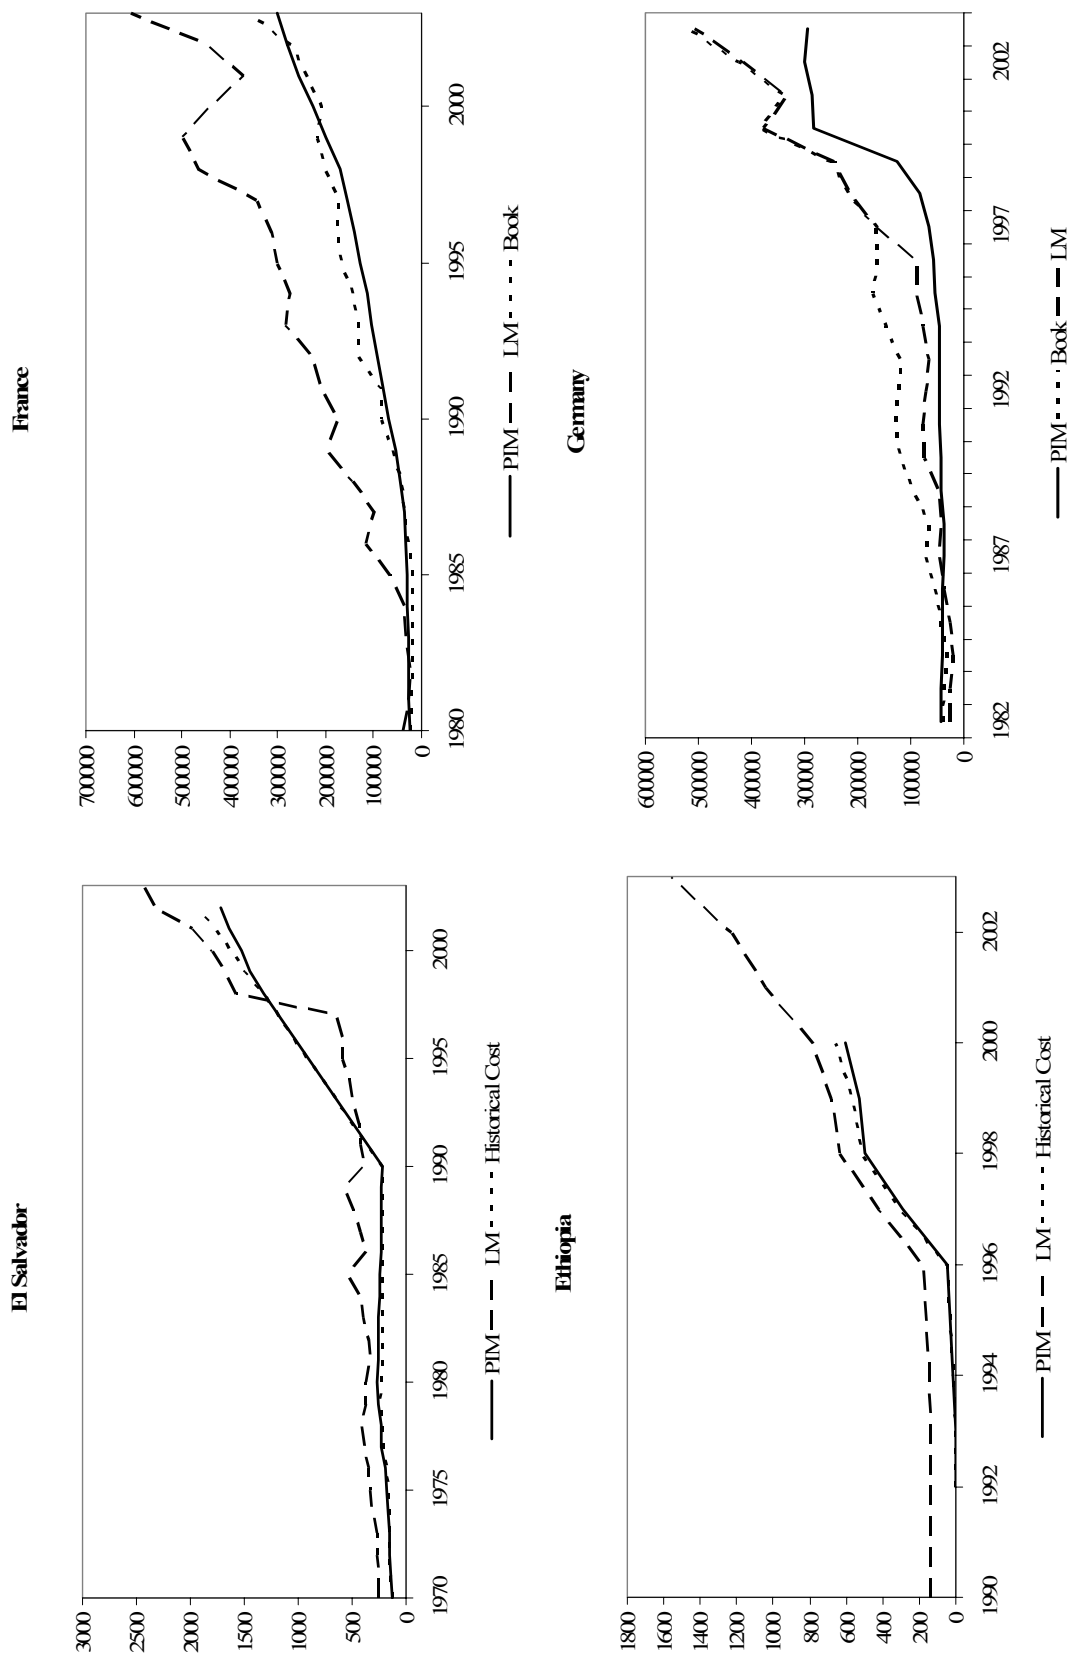 El Salvador
3000
2500
2000
1500
1000
500
0
1970 1975 1980 1985 1990 1995 2000
PIM LM Historical Cost
France
700000
600000
500000
400000
300000
200000
100000
0
1980 1985 1990 1995 2000
PIM LM Book
Ethiopia
1800
1600
1400
1200
1000
800
600
400
200
0
1990 1992 1994 1996 1998 2000 2002
PIM LM Historical Cost
Germany
600000
500000
400000
300000
200000
100000
0
1982 1987 1992 1997 2002
PIM Book LM